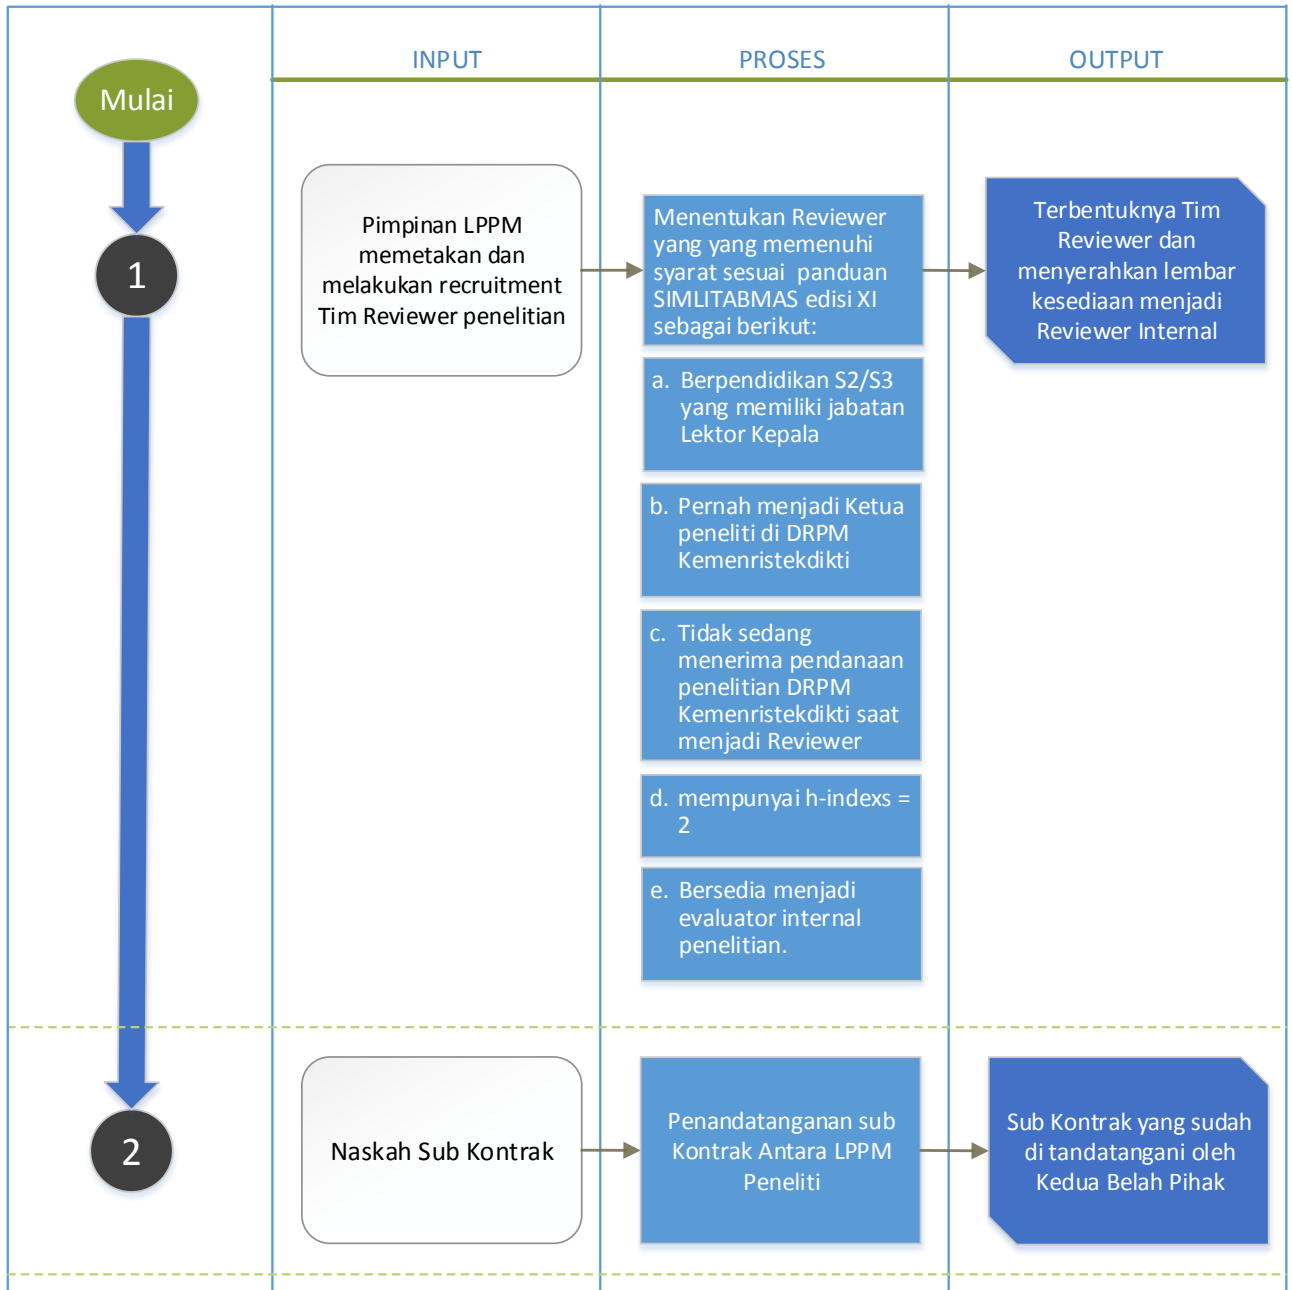 INPUT
PROSES
OUTPUT
Mulai
1
Pimpinan LPPM
memetakan dan
melakukan recruitment
Tim Reviewer penelitian
Menentukan Reviewer
yang yang memenuhi
syarat sesuai panduan
SIMLITABMAS edisi XI
sebagai berikut:
a. Berpendidikan S2/S3
yang memiliki jabatan
Lektor Kepala
b. Pernah menjadi Ketua
peneliti di DRPM
Kemenristekdikti
c. Tidak sedang
menerima pendanaan
penelitian DRPM
Kemenristekdikti saat
menjadi Reviewer
d. mempunyai h-indexs =
2
e. Bersedia menjadi
evaluator internal
penelitian.
Terbentuknya Tim
Reviewer dan
menyerahkan lembar
kesediaan menjadi
Reviewer Internal
2
Naskah Sub Kontrak
Penandatanganan sub
Kontrak Antara LPPM
Peneliti
Sub Kontrak yang sudah
di tandatangani oleh
Kedua Belah Pihak